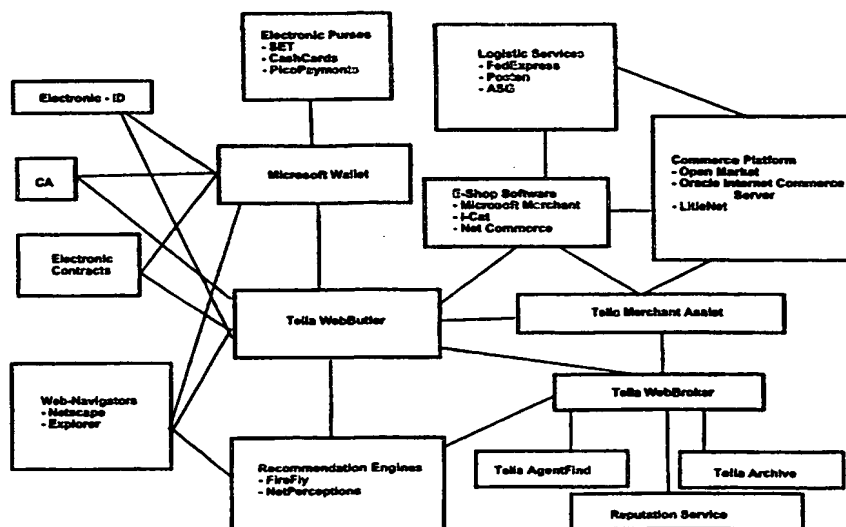 Electronic Purses
- SET
- CashCards
- PicoPayments
Logistic Services
- FedExpress
- Posten
- ASG
Electronic - ID
Microsoft Wallet
Commerce Platform
- Open Market
- Oracle Internet Commerce
Server
- LitleNet
CA
E-Shop Software
- Microsoft Merchant
- I-Cat
- Net Commerce
Electronic
Contracts
Telia WebButler
Telia Merchant Assist
Web-Navigators
- Netscape
- Explorer
Telia WebBroker
Recommendation Engines
- FireFly
- NetPerceptions
Telia AgentFind
Telia Archive
Reputation Service